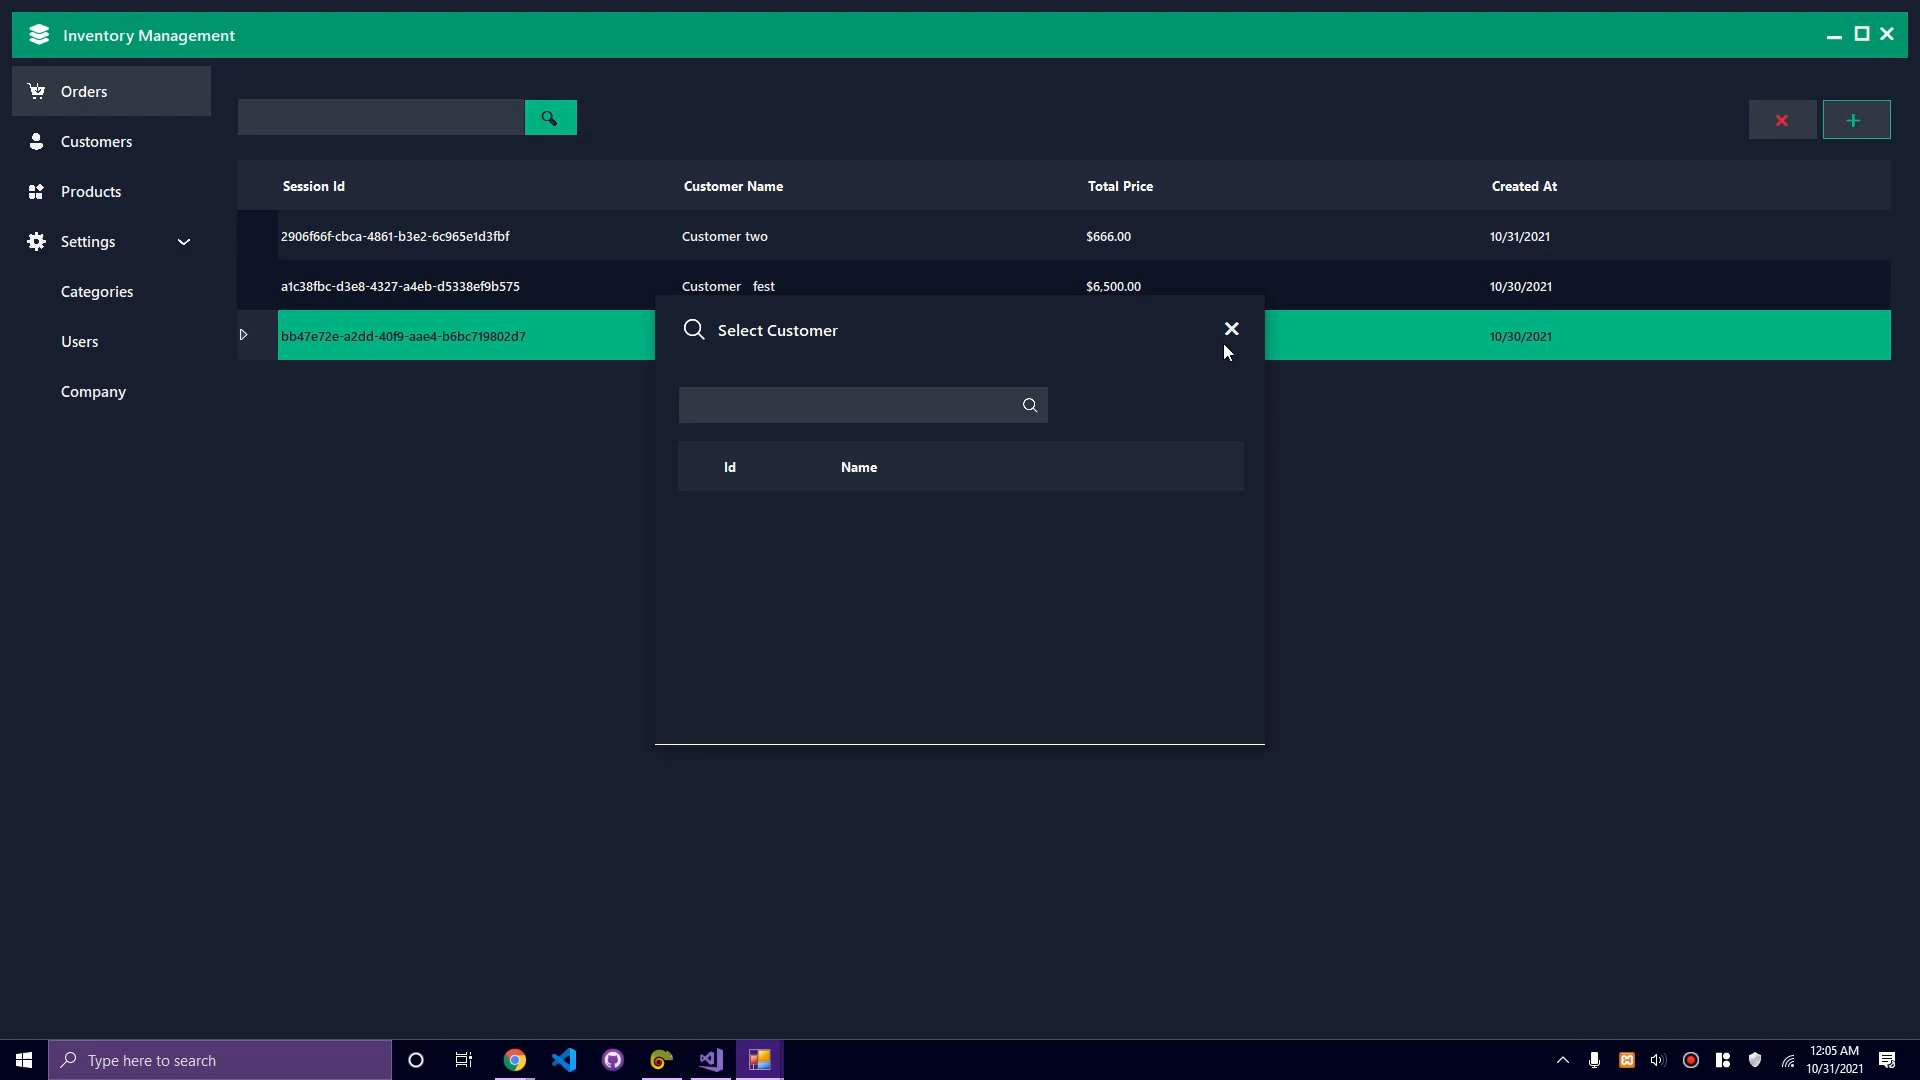 Inventory Management
Orders
Customers
Products
Settings
Categories
Users
Company
Session Id Customer Name Total Price Created At
2906f66f-cbca-4861-b3e2-6c965e1d3fbf Customer two $666.00 10/31/2021
a1c38fbc-d3e8-4327-a4eb-d5338ef9b575 Customer fest $6,500.00 10/30/2021
bb47e72e-a2dd-40f9-aae4-b6bc719802d7 10/30/2021
Select Customer
Id Name
Type here to search
12:05 AM
10/31/2021